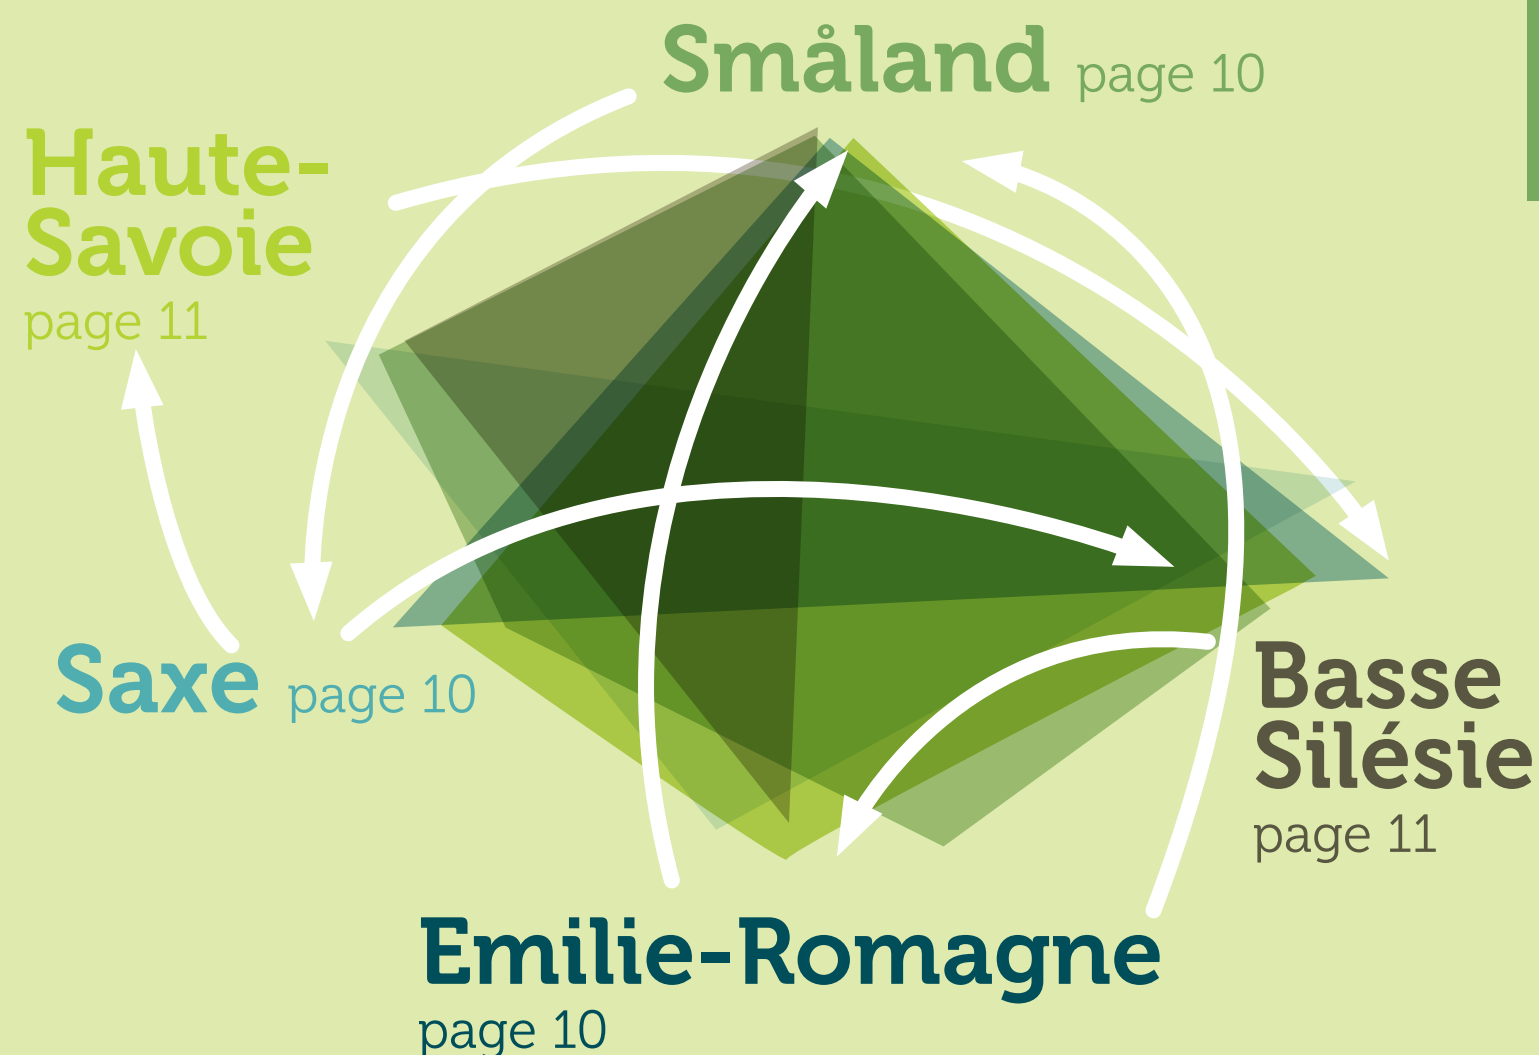 Småland page 10
Haute-
Savoie
page 11
Saxe page 10
Basse
Silésie
page 11
Emilie-Romagne
page 10